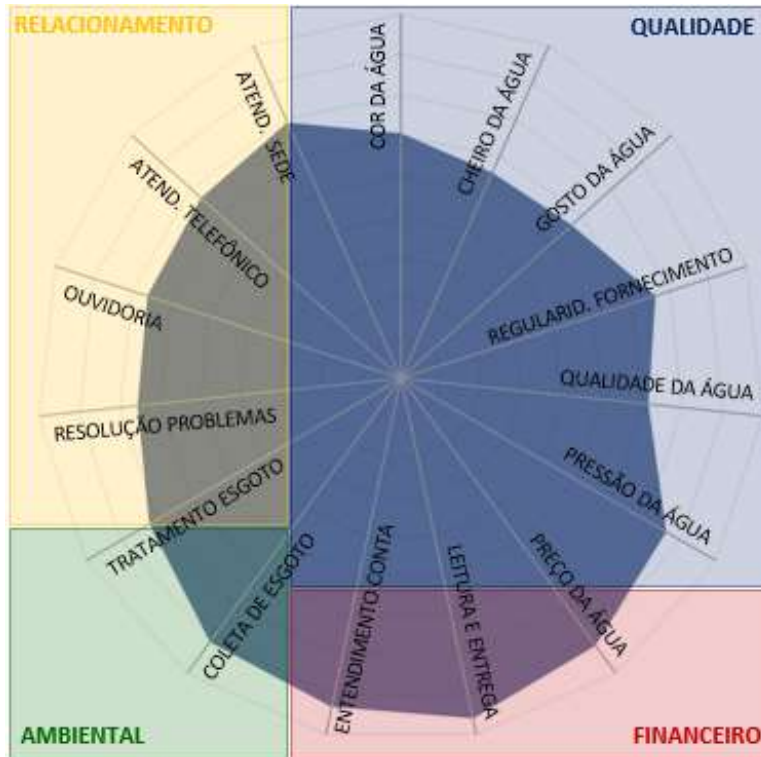 RELACIONAMENTO
QUALIDADE
COR DA ÁGUA
CHEIRO DA ÁGUA
GOSTO DA ÁGUA
REGULARID. FORNECIMENTO
QUALIDADE DA ÁGUA
PRESSÃO DA ÁGUA
PREÇO DA ÁGUA
LEITURA E ENTREGA
ENTENDIMENTO CONTA
COLETA DE ESGOTO
TRATAMENTO ESGOTO
RESOLUÇÃO PROBLEMAS
OUVIDORIA
ATEND. TELEFÔNICO
ATEND. SEDE
AMBIENTAL
FINANCEIRO